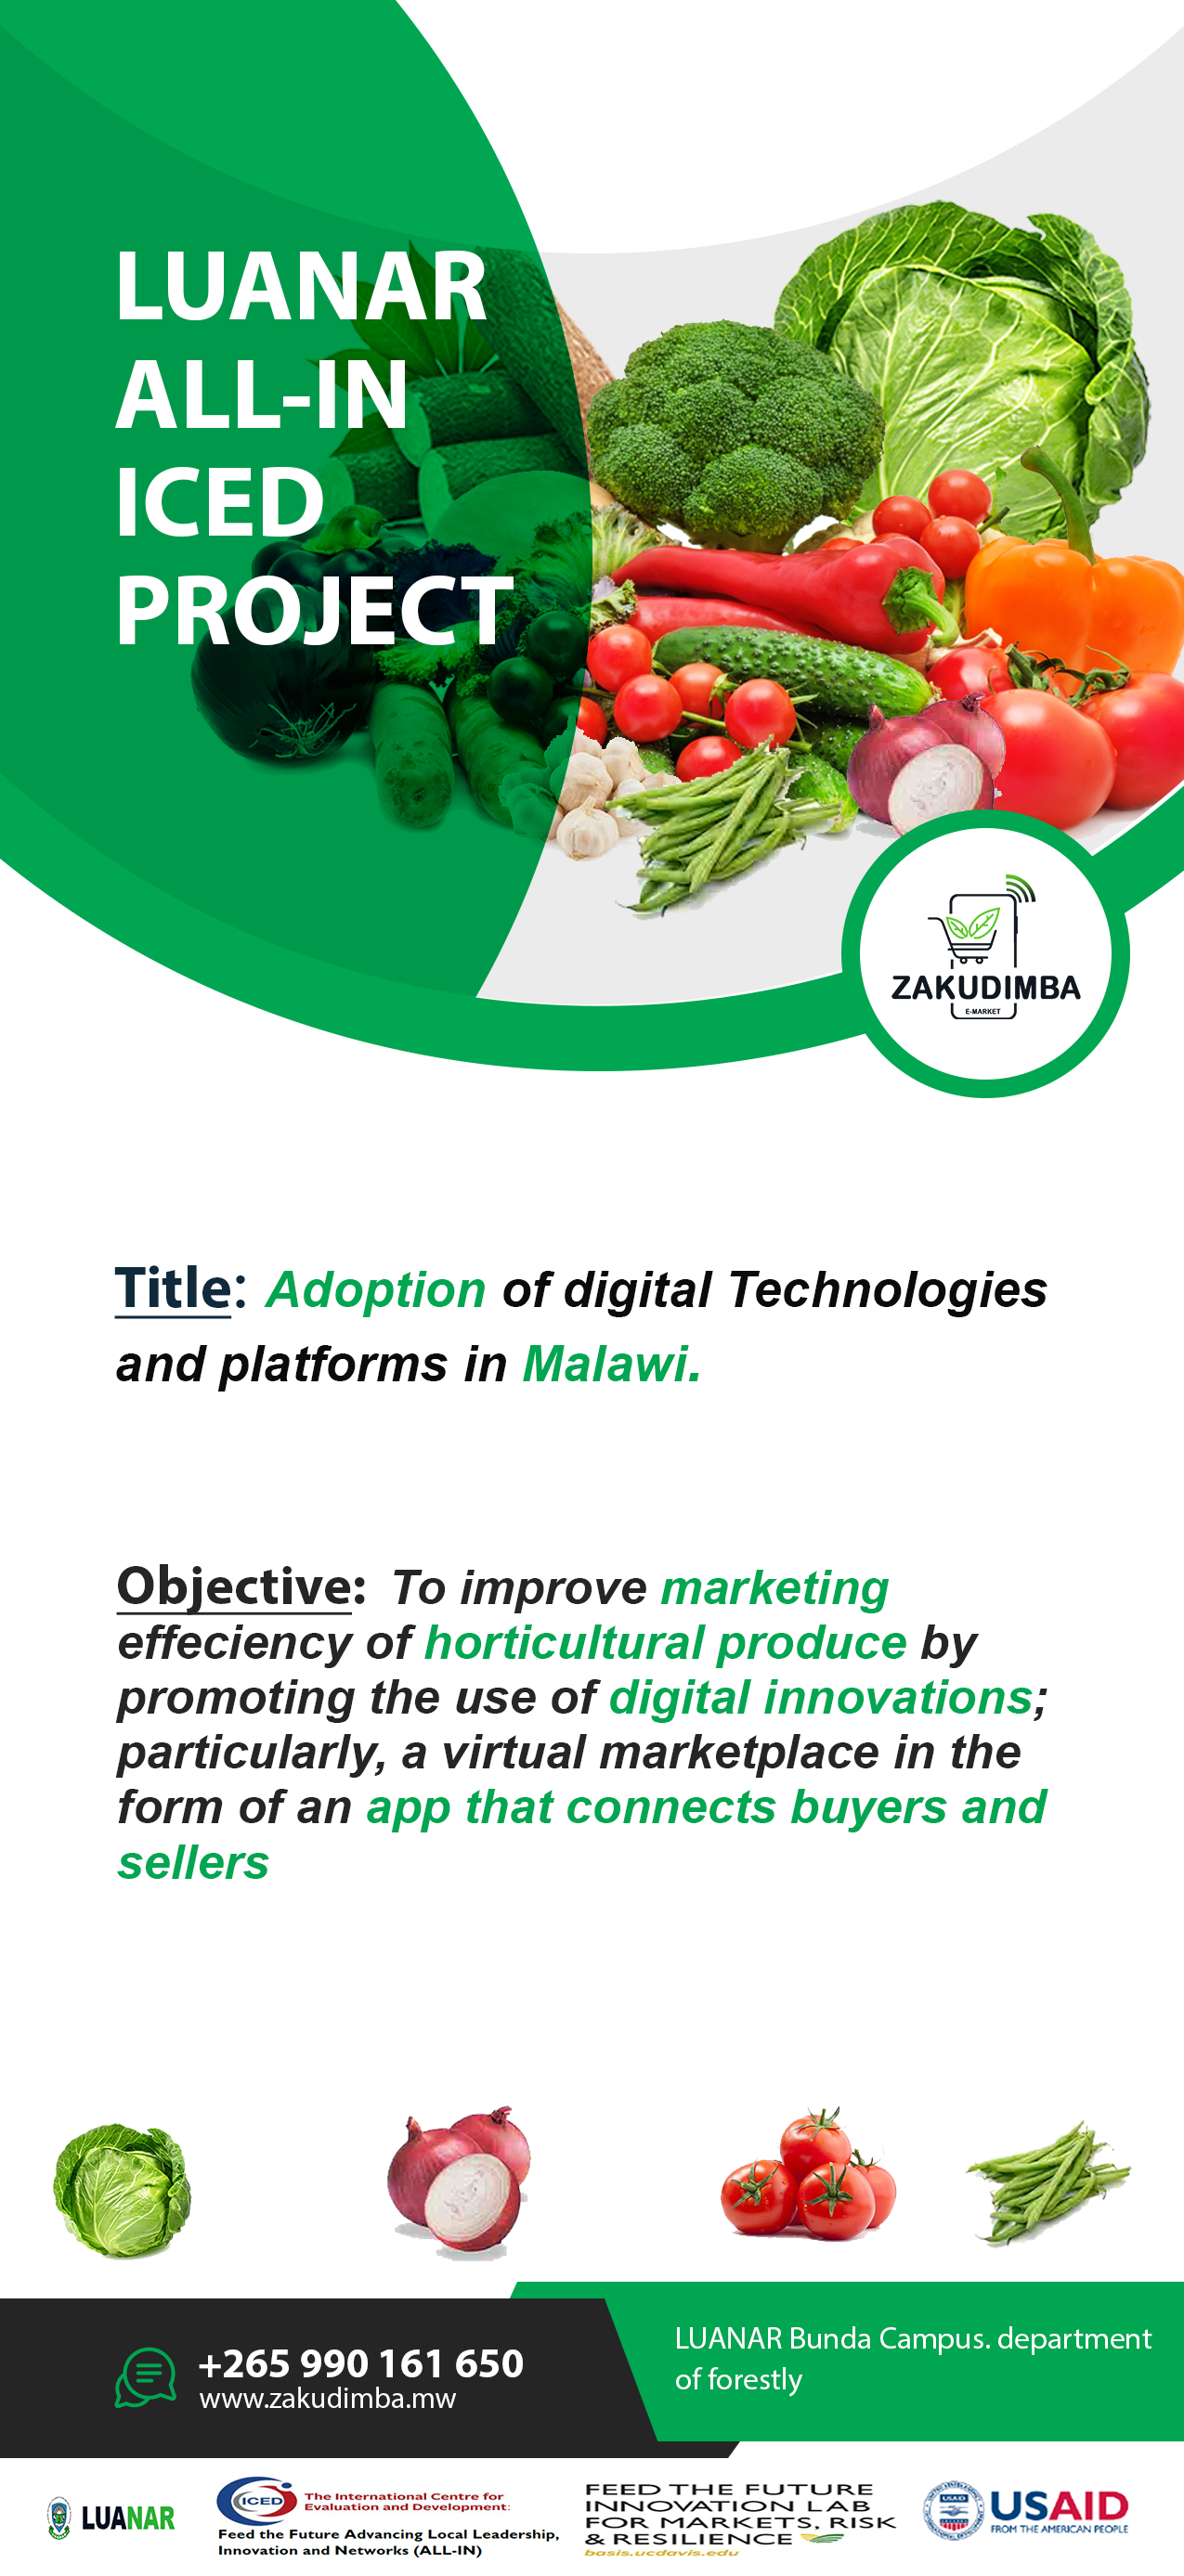 LUANAR
ALL-IN
ICED
PROJECT
ZAKUDIMBA
E-MARKET
Title: Adoption of digital Technologies
and platforms in Malawi.
Objective: To improve marketing
effeciency of horticultural produce by
promoting the use of digital innovations;
particularly, a virtual marketplace in the
form of an app that connects buyers and
sellers
+265 990 161 650
www.zakudimba.mw
LUANAR Bunda Campus. department
of forestly
LUANAR
ICED
The International Centre for
Evaluation and Development:
Feed the Future Advancing Local Leadership,
Innovation and Networks (ALL-IN)
FEED THE FUTURE
INNOVATION LAB
FOR MARKETS, RISK
& RESILIENCE
basis.ucdavis.edu
USAID
USAID
FROM THE AMERICAN PEOPLE